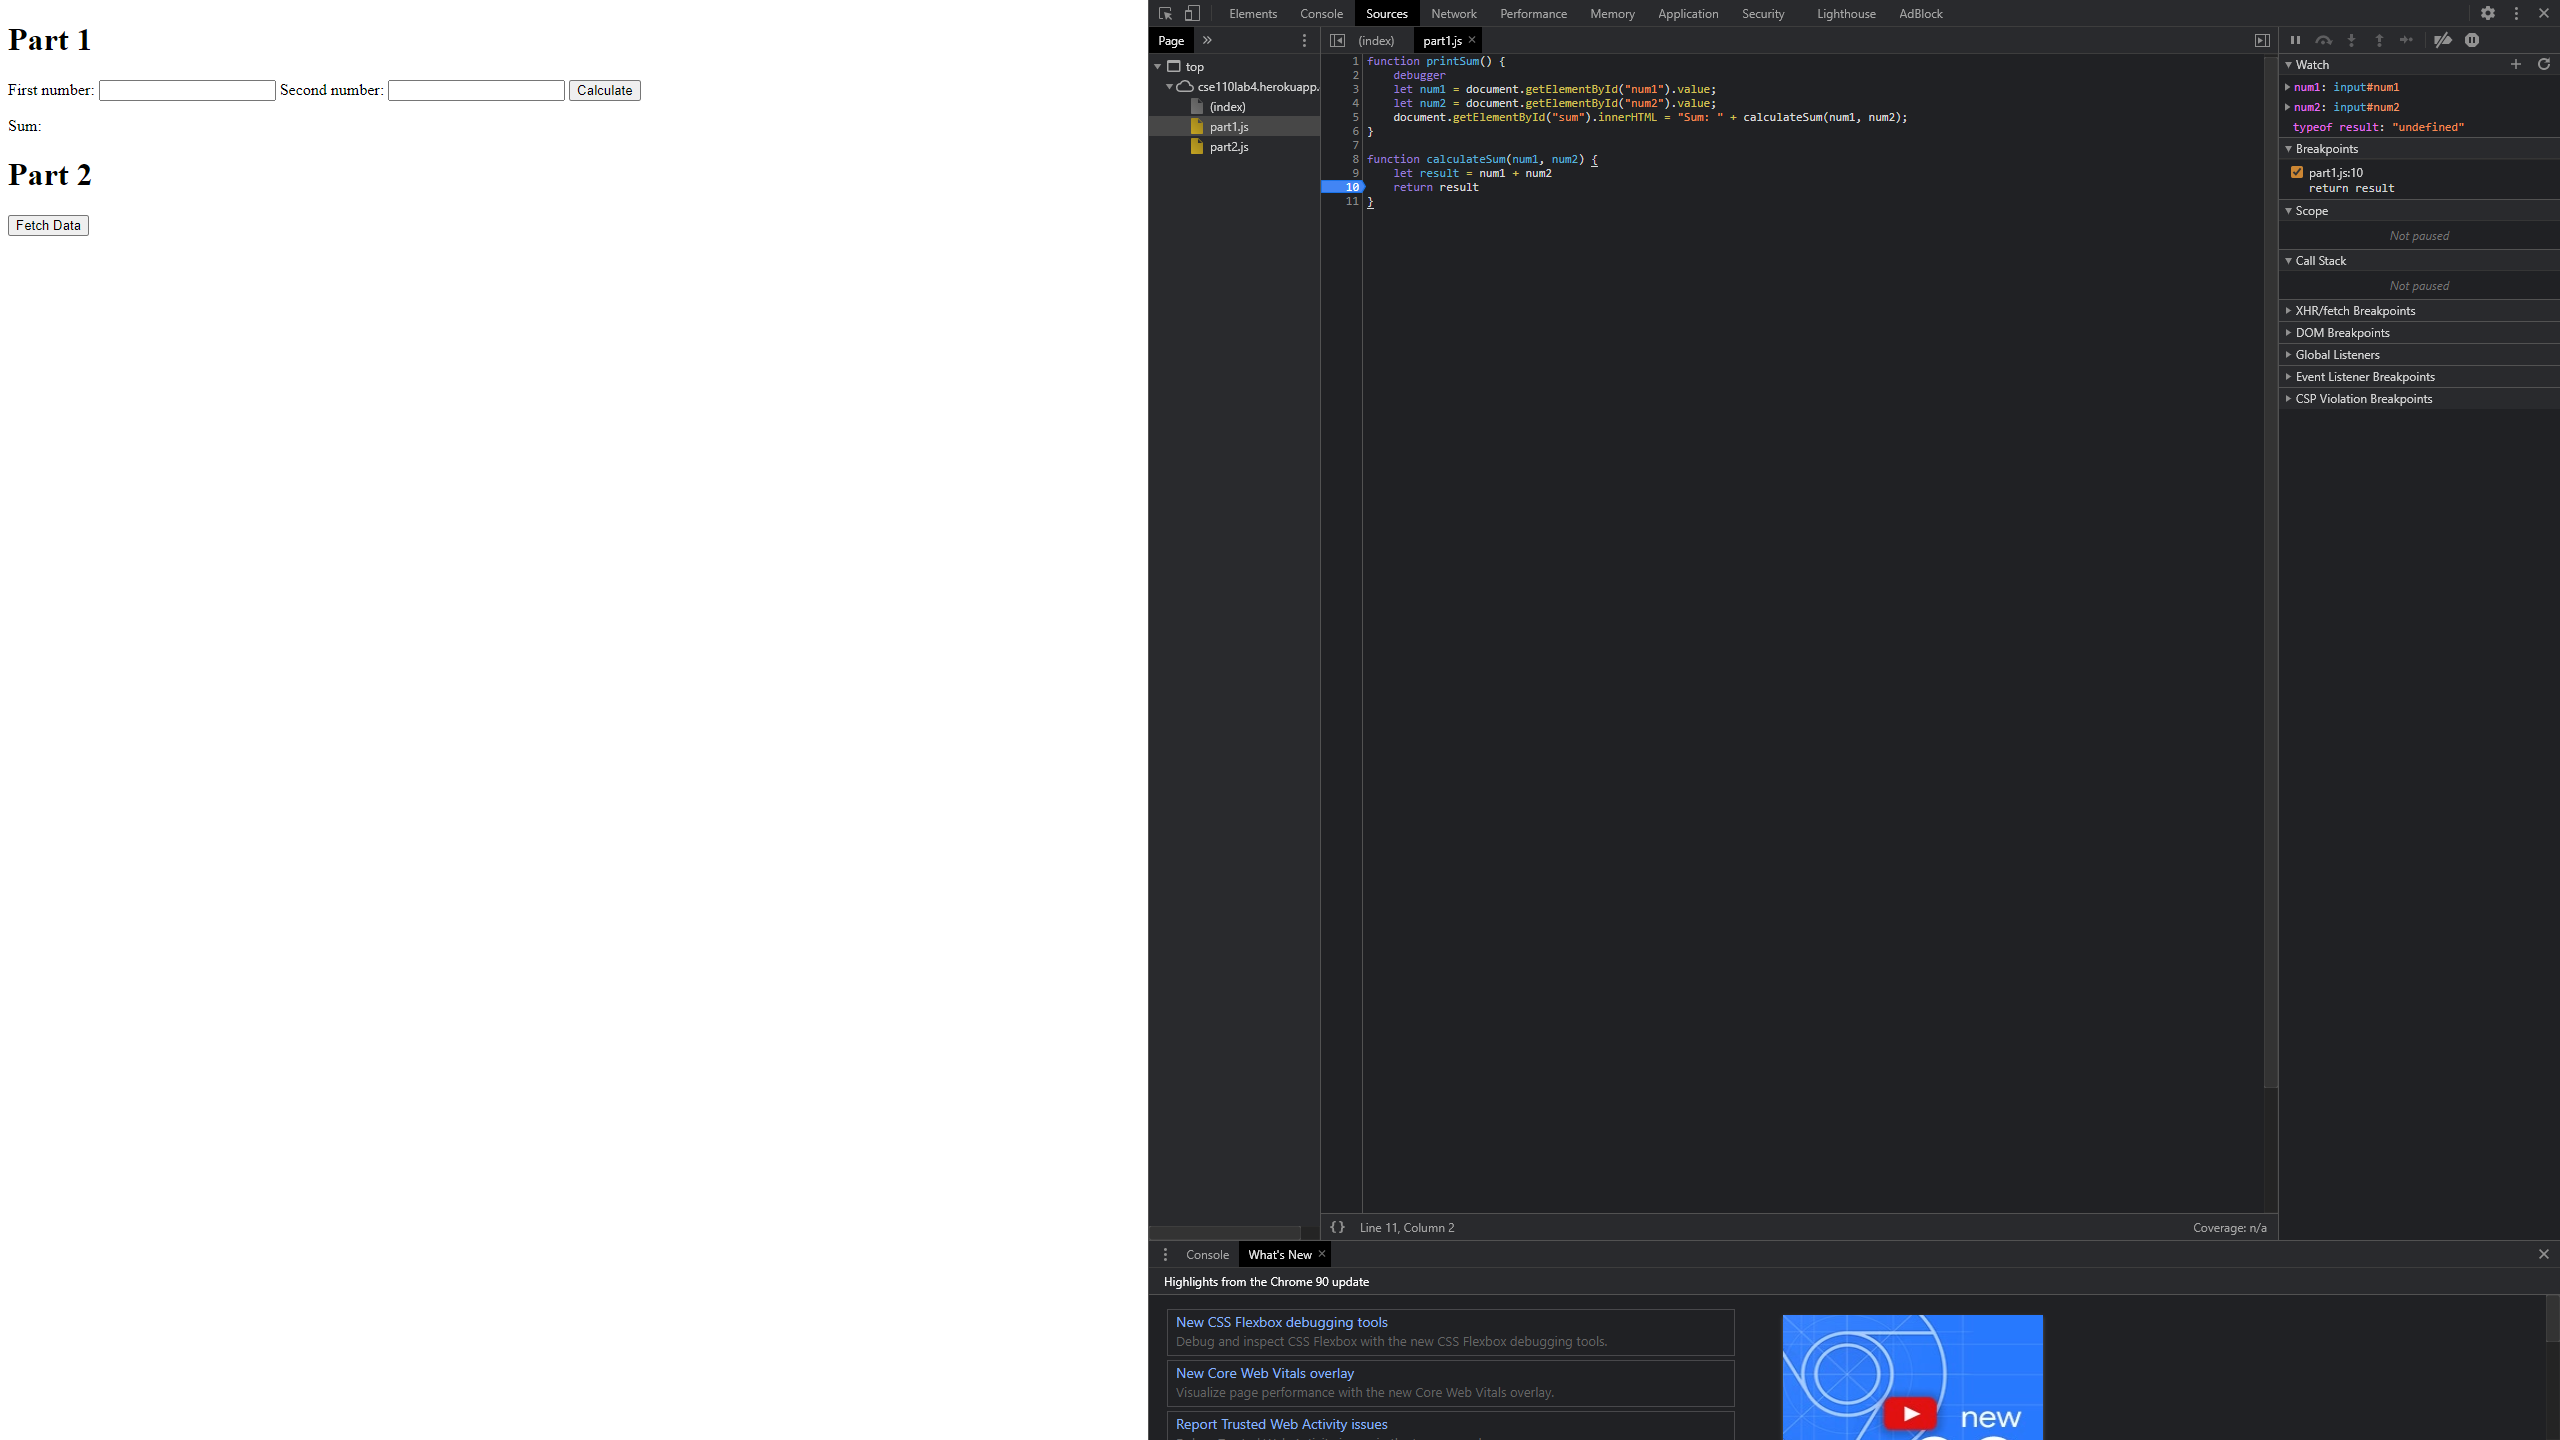 Part 1
First number: Second number: Calculate
Sum:
Part 2
Fetch Data
Elements Console Sources Network Performance Memory Application Security Lighthouse AdBlock
Page
top
cse110lab4.herokuapp.
(index)
part1.js
part2.js
(index) part1.js
1 function printSum() {
2 debugger
3 let num1 = document.getElementById("num1").value;
4 let num2 = document.getElementById("num2").value;
5 document.getElementById("sum").innerHTML = "Sum: " + calculateSum(num1, num2);
6 }
7
8 function calculateSum(num1, num2) {
9 let result = num1 + num2
10 return result
11 }
{} Line 11, Column 2 Coverage: n/a
Watch
num1: input#num1
num2: input#num2
typeof result: "undefined"
Breakpoints
part1.js:10
return result
Scope
Not paused
Call Stack
Not paused
XHR/fetch Breakpoints
DOM Breakpoints
Global Listeners
Event Listener Breakpoints
CSP Violation Breakpoints
Console What's New
Highlights from the Chrome 90 update
New CSS Flexbox debugging tools
Debug and inspect CSS Flexbox with the new CSS Flexbox debugging tools.
New Core Web Vitals overlay
Visualize page performance with the new Core Web Vitals overlay.
Report Trusted Web Activity issues
new